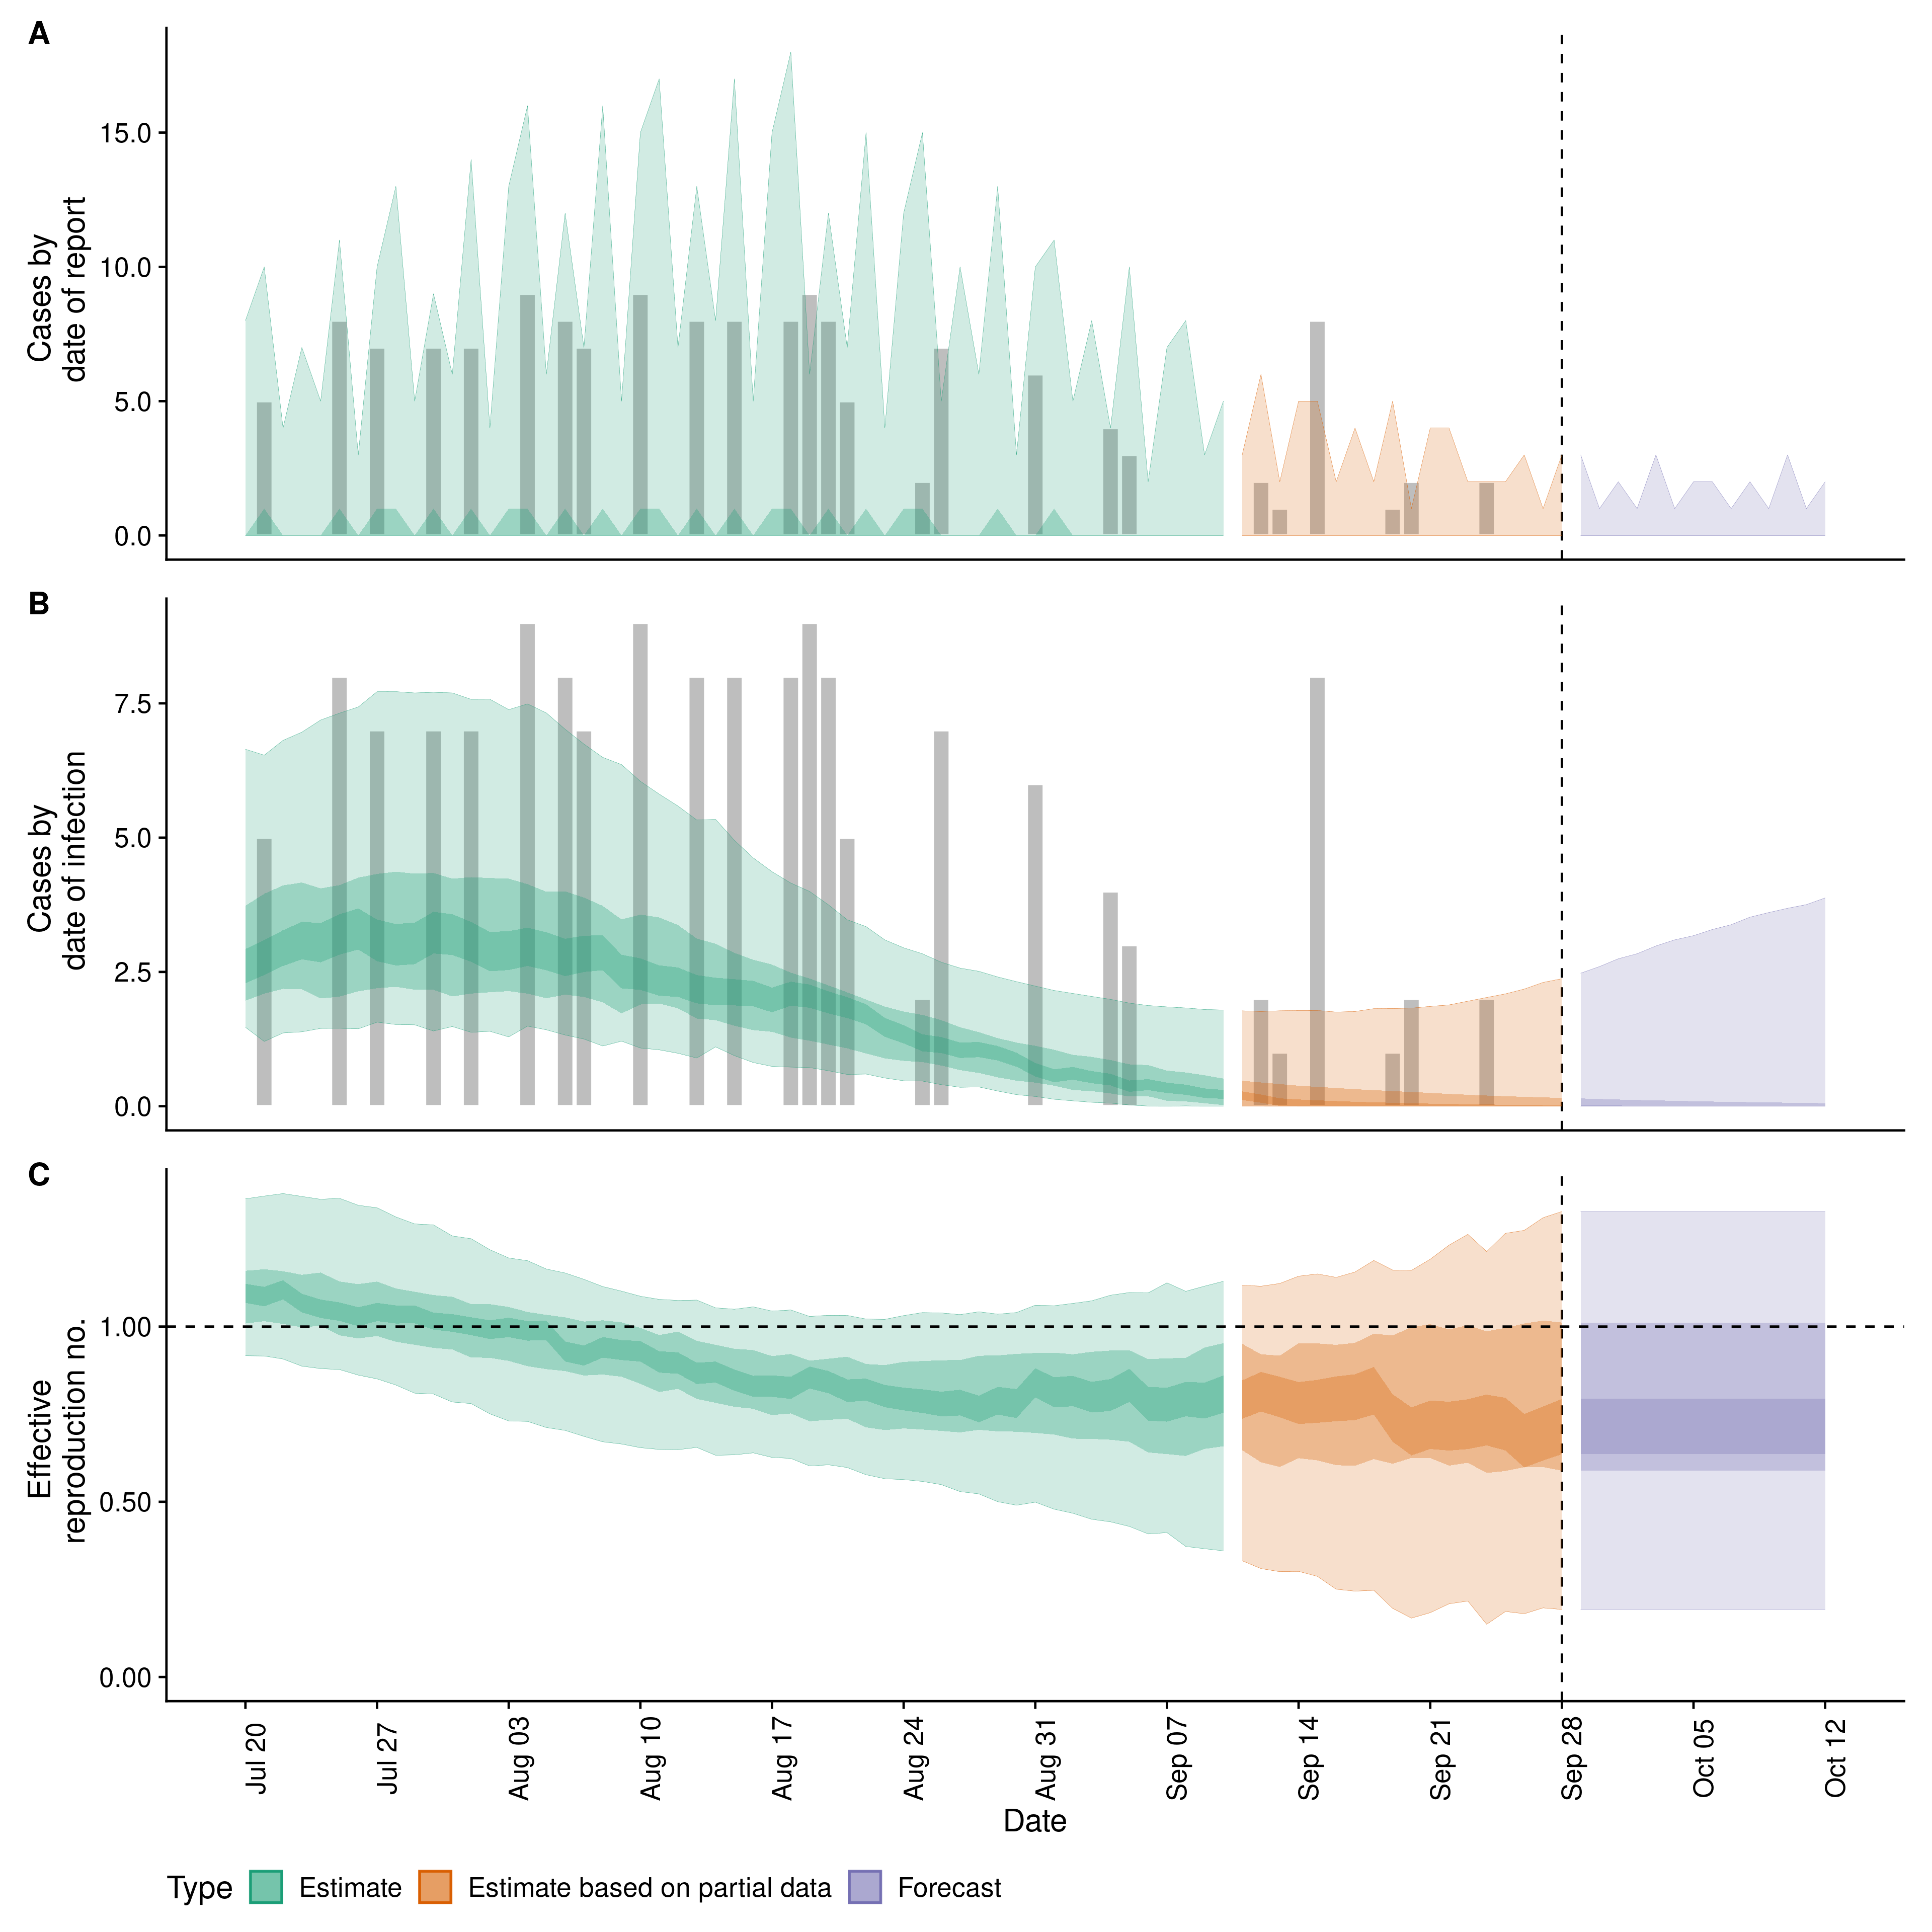 A
Cases by
date of report
15.0
10.0
5.0
0.0
B
Cases by
date of infection
7.5
5.0
2.5
0.0
C
Effective
reproduction no.
1.00
0.50
0.00
Jul 20
Jul 27
Aug 03
Aug 10
Aug 17
Aug 24
Aug 31
Sep 07
Sep 14
Sep 21
Sep 28
Oct 05
Oct 12
Date
Type Estimate Estimate based on partial data Forecast